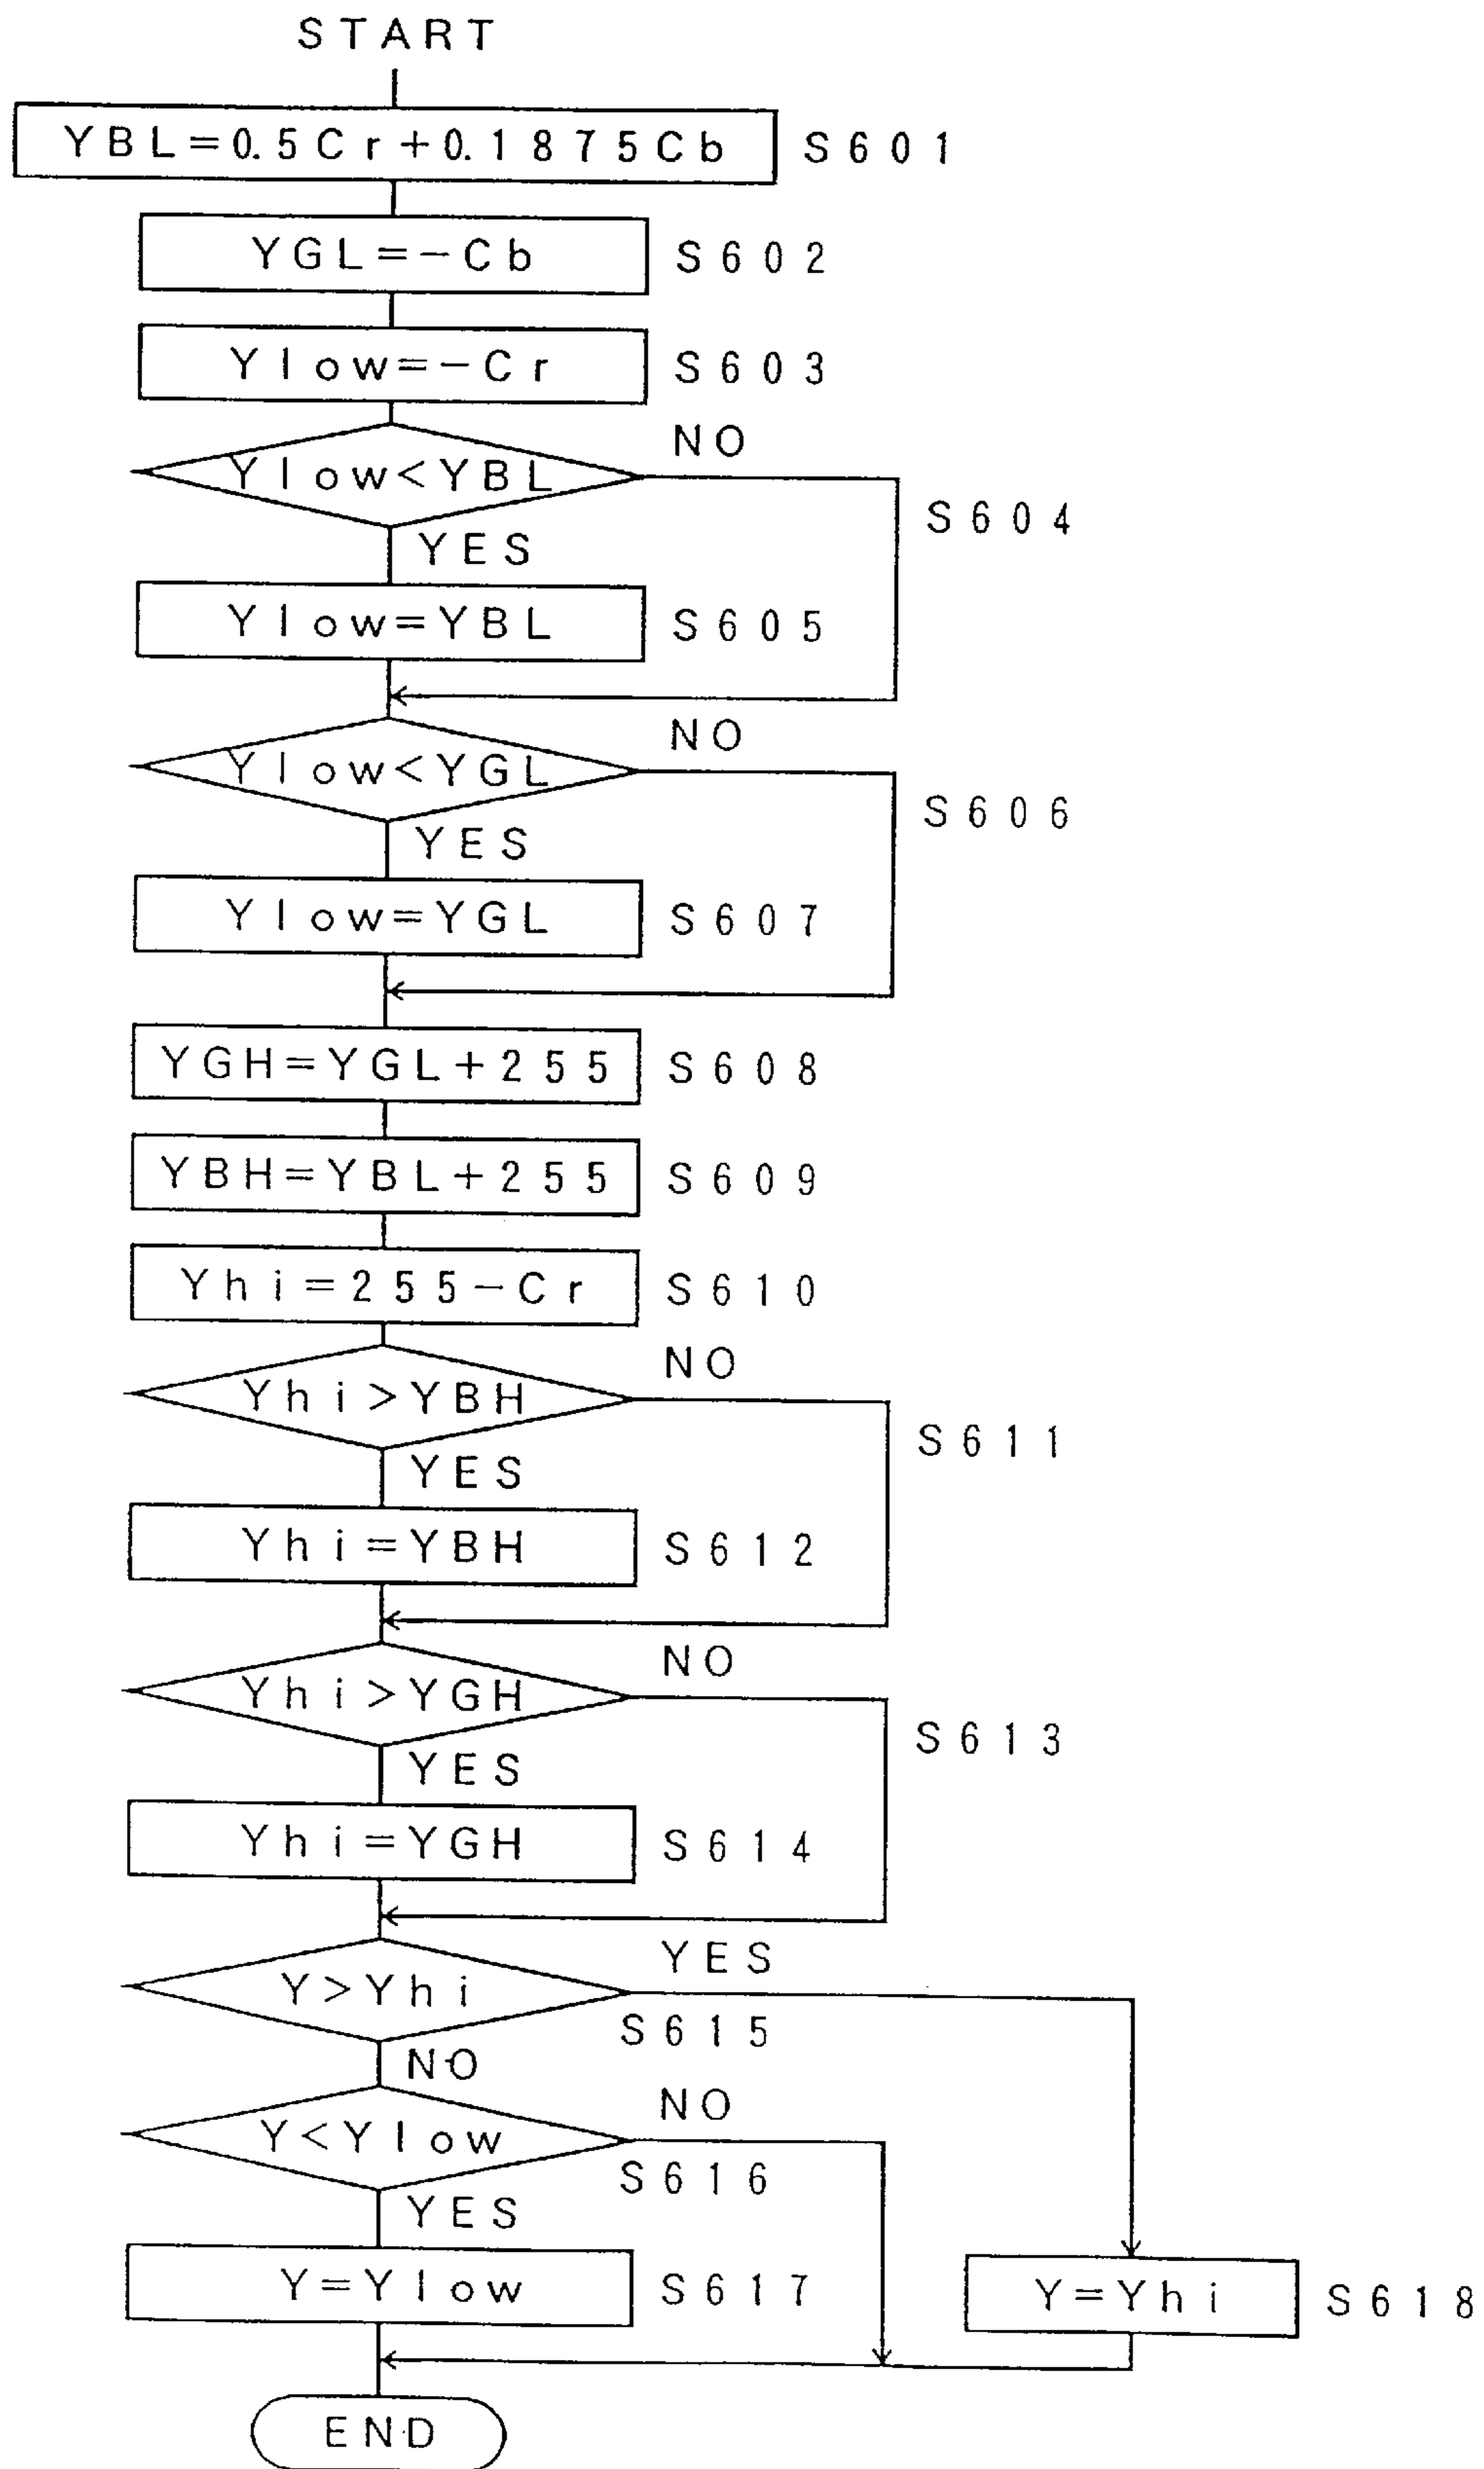 START
YBL=0.5Cr+0.1875Cb S601
YGL=-Cb S602
Ylow=-Cr S603
NO
Ylow<YBL
S604
YES
Ylow=YBL S605
NO
Ylow<YGL
S606
YES
Ylow=YGL S607
YGH=YGL+255 S608
YBH=YBL+255 S609
Yhi=255-Cr S610
NO
Yhi>YBH
S611
YES
Yhi=YBH S612
NO
Yhi>YGH
S613
YES
Yhi=YGH S614
YES
Y>Yhi
S615
NO
NO
Y<Ylow
S616
YES
Y=Ylow S617
Y=Yhi S618
END